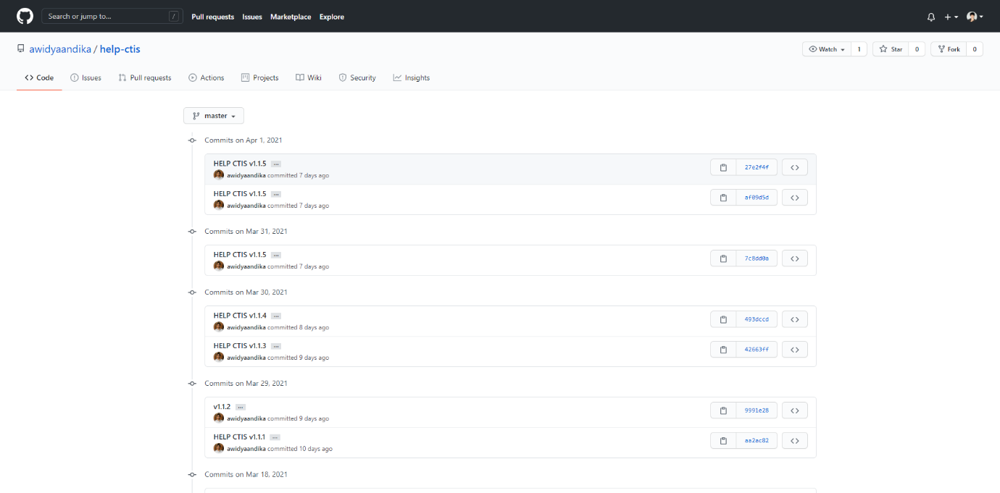 Search or jump to... /
Pull requests Issues Marketplace Explore
awidyaandika / help-ctis
Watch 1 Star 0 Fork 0
Code Issues Pull requests Actions Projects Wiki Security Insights
master
Commits on Apr 1, 2021
HELP CTIS v1.1.5 ...
awidyaandika committed 7 days ago
27e2f4f
HELP CTIS v1.1.5 ...
awidyaandika committed 7 days ago
af09d5d
Commits on Mar 31, 2021
HELP CTIS v1.1.5 ...
awidyaandika committed 7 days ago
7c8dd0a
Commits on Mar 30, 2021
HELP CTIS v1.1.4 ...
awidyaandika committed 8 days ago
493dccd
HELP CTIS v1.1.3 ...
awidyaandika committed 9 days ago
42663ff
Commits on Mar 29, 2021
v1.1.2 ...
awidyaandika committed 9 days ago
9991e28
HELP CTIS v1.1.1 ...
awidyaandika committed 10 days ago
aa2ac82
Commits on Mar 18, 2021